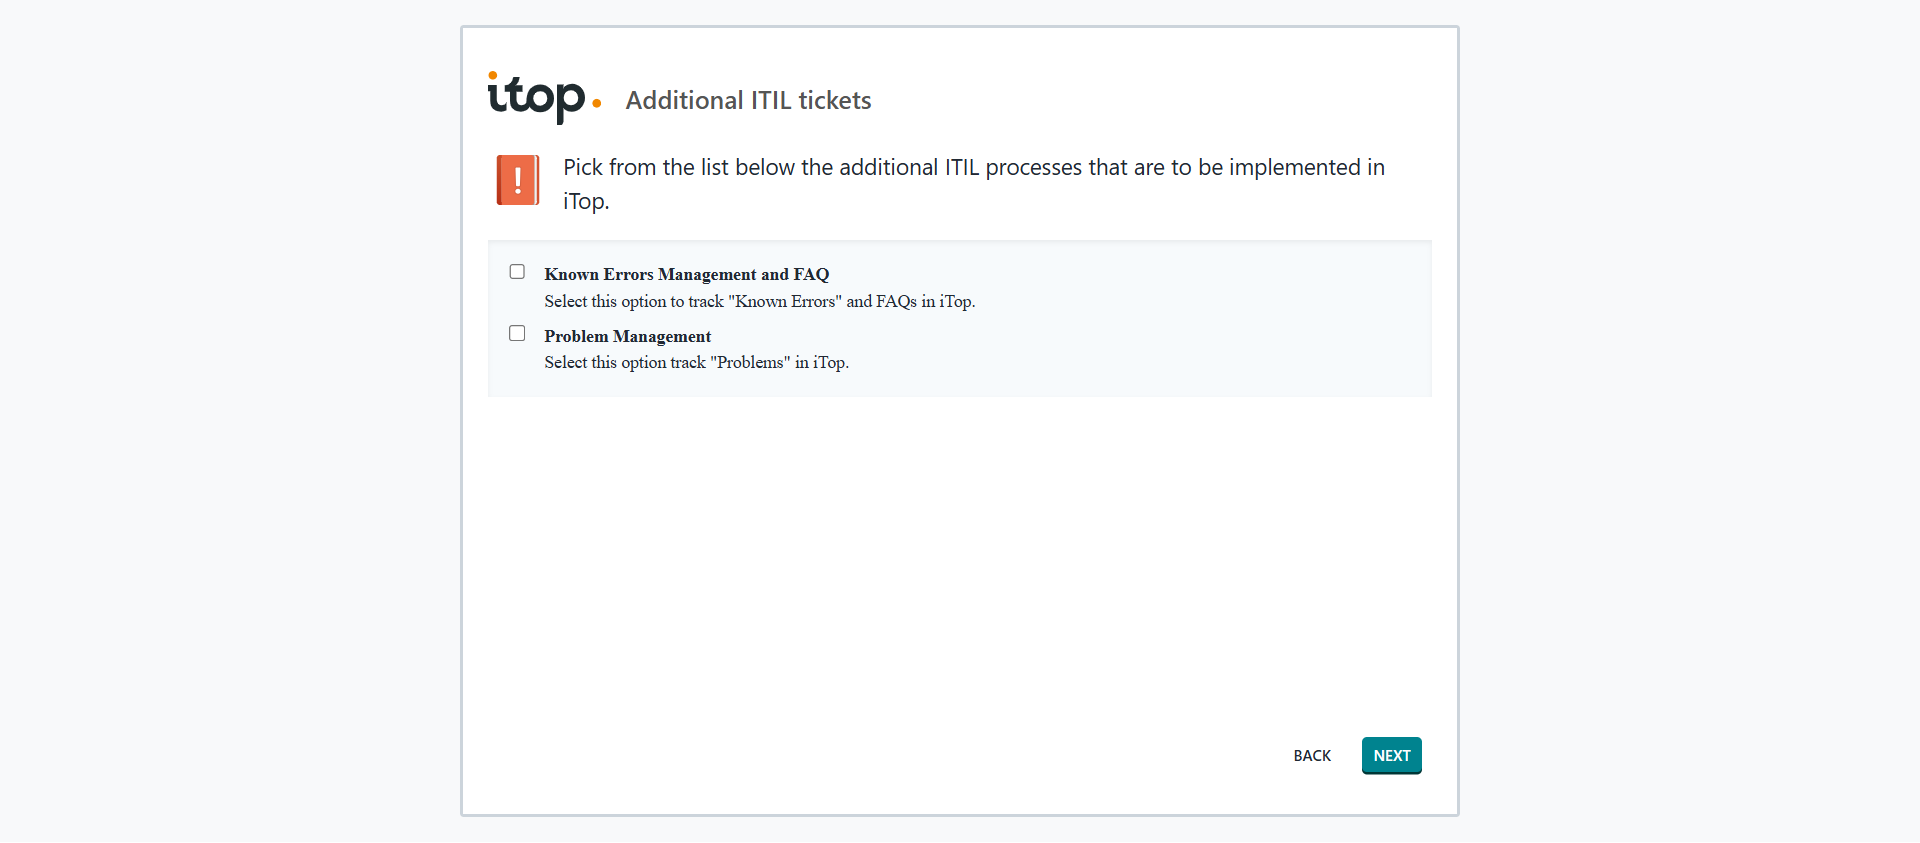 itop
Additional ITIL tickets
!
Pick from the list below the additional ITIL processes that are to be implemented in
iTop.
Known Errors Management and FAQ
Select this option to track "Known Errors" and FAQs in iTop.
Problem Management
Select this option track "Problems" in iTop.
BACK NEXT